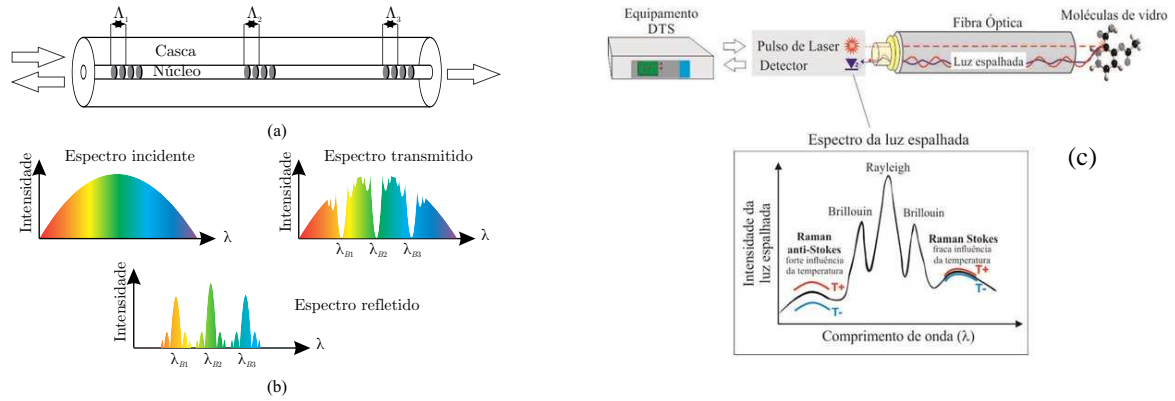 Λ₁ Λ₂ Λ₃
Casca
Núcleo
(a)
Espectro incidente
Intensidade
λ
Espectro transmitido
Intensidade
λ
λB1 λB2 λB3
Espectro refletido
Intensidade
λ
λB1 λB2 λB3
(b)
Equipamento
DTS
Pulso de Laser
Detector
Fibra Óptica
Luz espalhada
Moléculas de vidro
Espectro da luz espalhada
(c)
Rayleigh
Brillouin Brillouin
Raman
anti-Stokes
forte influência
da temperatura
T+
T-
Raman Stokes
fraca influência
da temperatura
T+
T-
Intensidade da
luz espalhada
Comprimento de onda (λ)